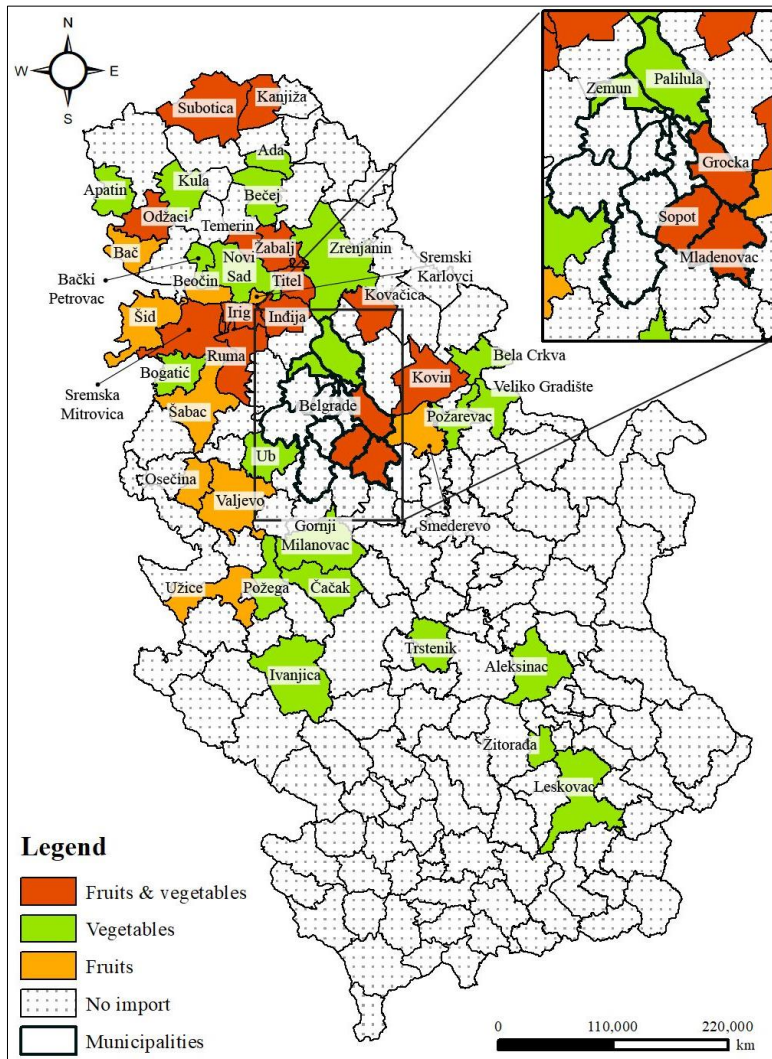 N
W
E
S
Subotica
Kanjiža
Ada
Apatin
Kula
Bečej
Odžaci
Temerin
Žabalj
Zrenjanin
Bač
Novi
Sad
Sremski
Karlovci
Bački
Petrovac
Beočin
Titel
Kovačica
Šid
Irig
Inđija
Ruma
Sremska
Mitrovica
Bogatić
Šabac
Belgrade
Kovin
Bela Crkva
Veliko Gradište
Požarevac
Ub
Osečina
Valjevo
Smederevo
Gornji
Milanovac
Užice
Požega
Čačak
Ivanjica
Trstenik
Aleksinac
Žitorađa
Leskovac
Zemun
Palilula
Grocka
Sopot
Mladenovac
Legend
Fruits & vegetables
Vegetables
Fruits
No import
Municipalities
0 110,000 220,000
km